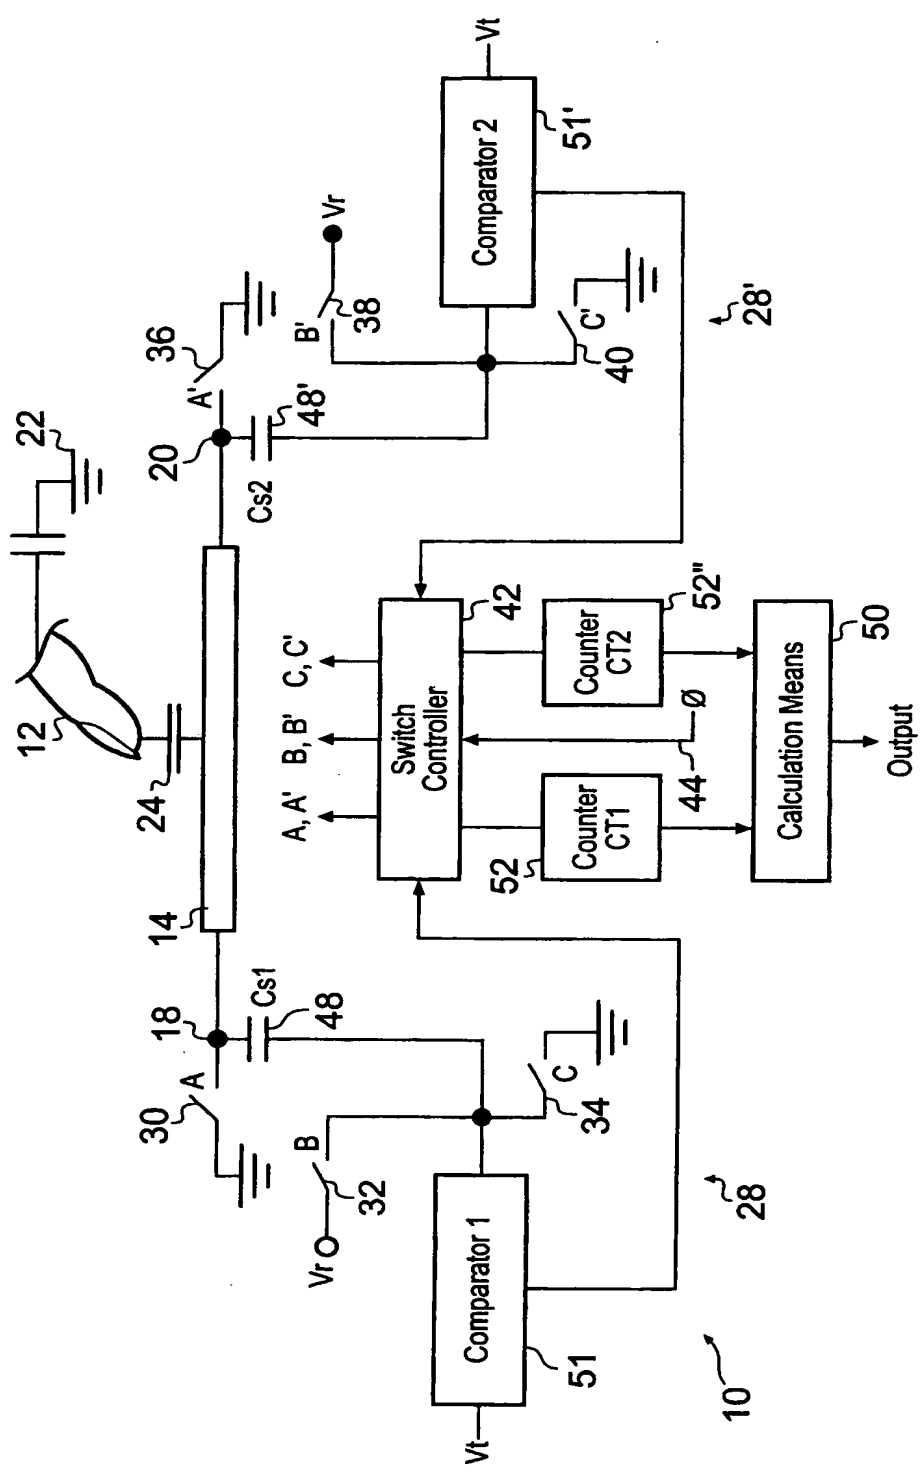 22
12
24
14
18
20
A
30
A'
36
Cs1
48
Cs2
48'
Vr
B
32
B'
38
Vr
A, A'
B, B'
C, C'
Switch
Controller
42
Vt
Comparator 1
51
C
34
C'
40
Comparator 2
51'
Vt
52
Counter
CT1
44
Ø
Counter
CT2
52"
28
28'
Calculation Means
50
Output
10